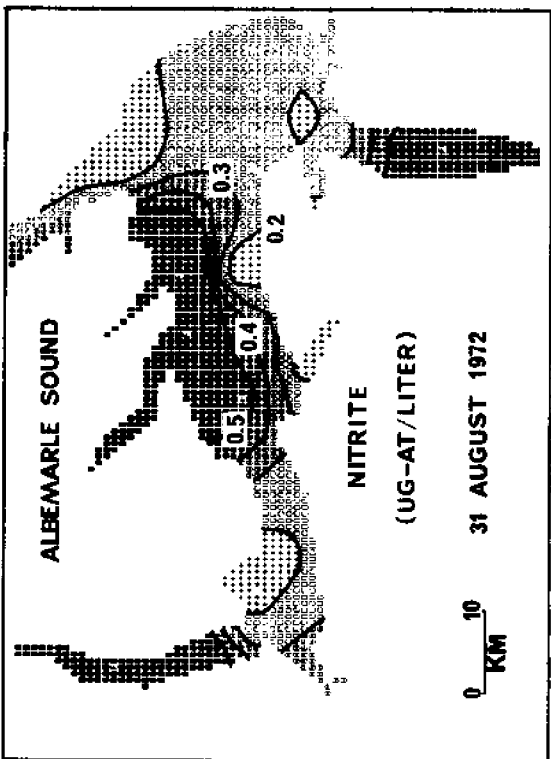 ALBEMARLE SOUND
0.5
0.4
0.3
0.2
NITRITE
(UG-AT/LITER)
31 AUGUST 1972
0 10
KM